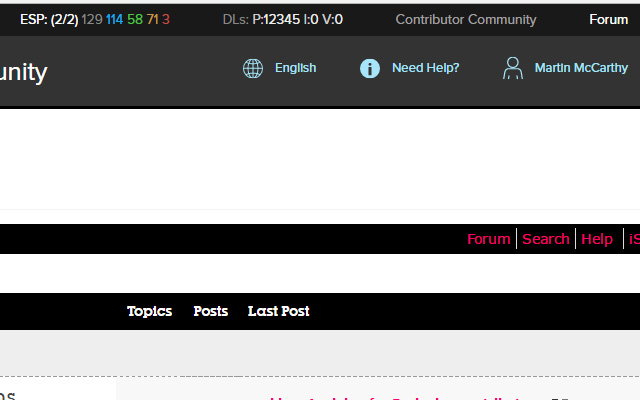 ESP: (2/2) 129 114 58 71 3 DLs: P:12345 I:0 V:0 Contributor Community Forum
unity English Need Help? Martin McCarthy
Forum Search Help iS
Topics Posts Last Post